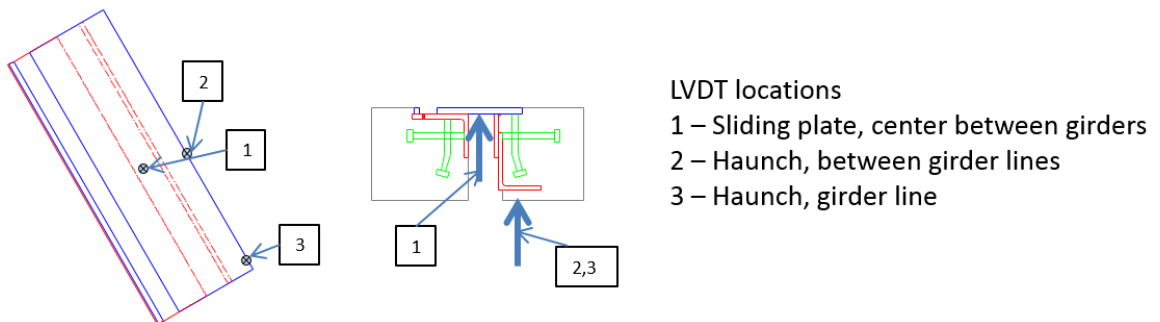 2
1
3
1
2,3
LVDT locations
1 – Sliding plate, center between girders
2 – Haunch, between girder lines
3 – Haunch, girder line